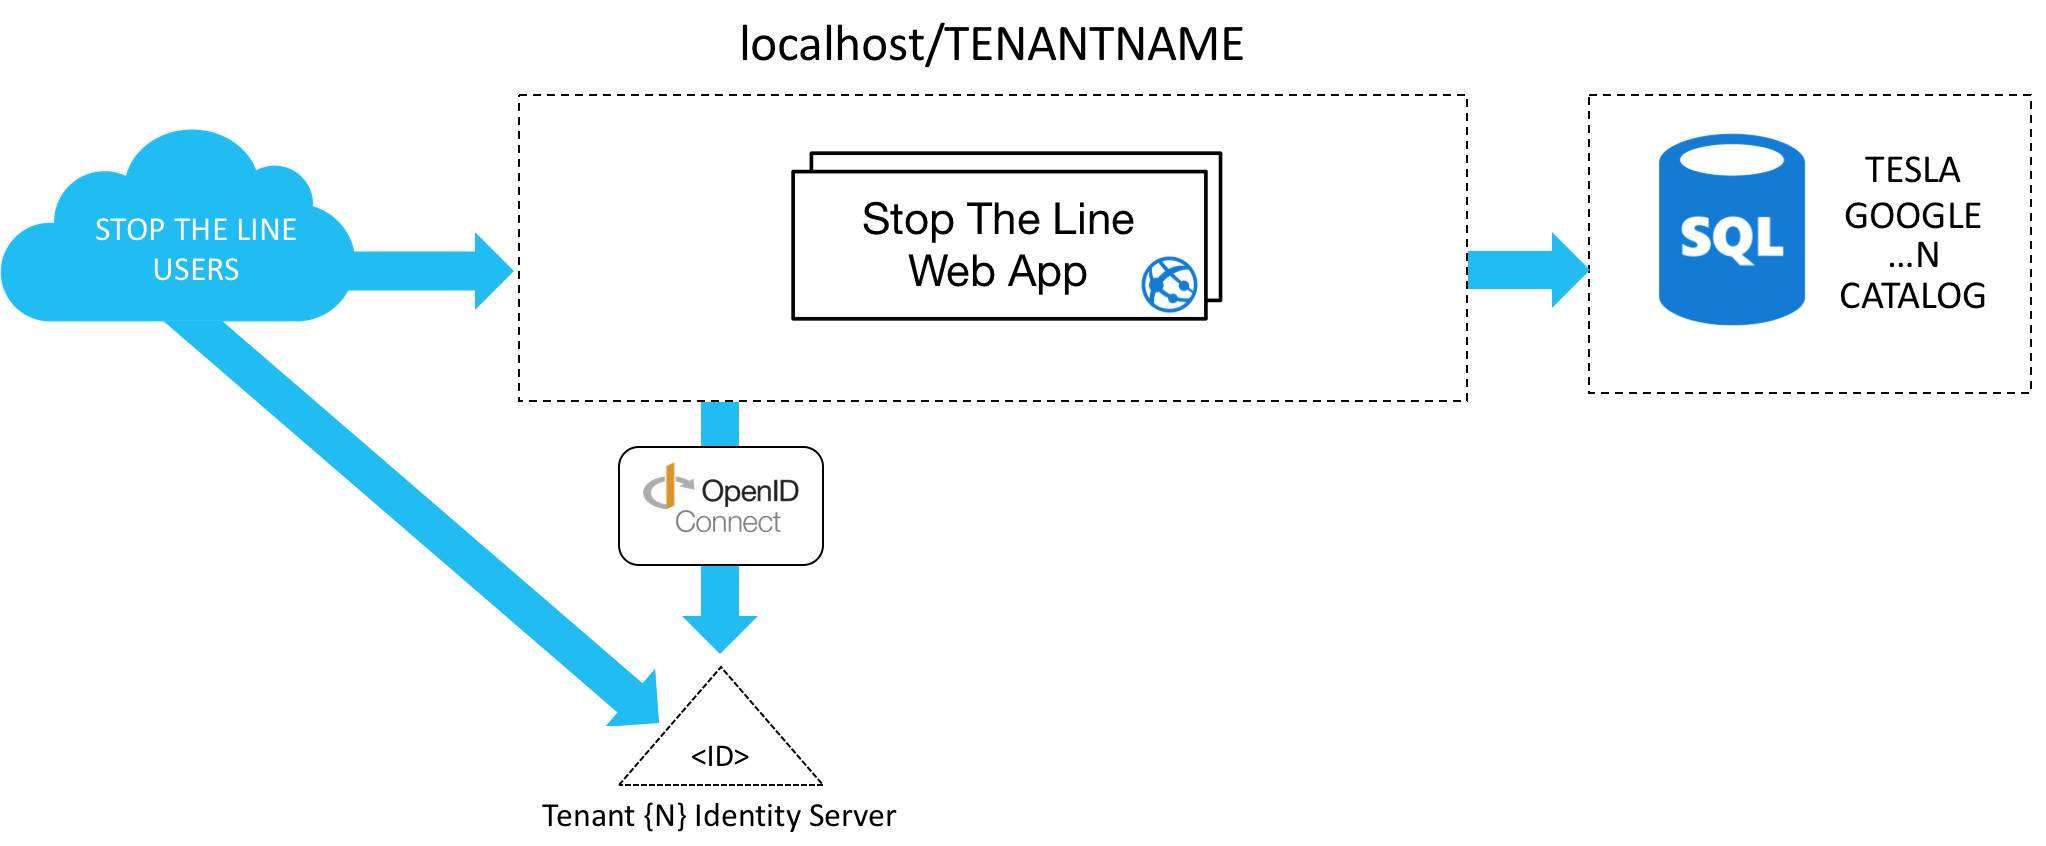 localhost/TENANTNAME
STOP THE LINE
USERS
Stop The Line
Web App
SQL
TESLA
GOOGLE
...N
CATALOG
OpenID
Connect
<ID>
Tenant {N} Identity Server